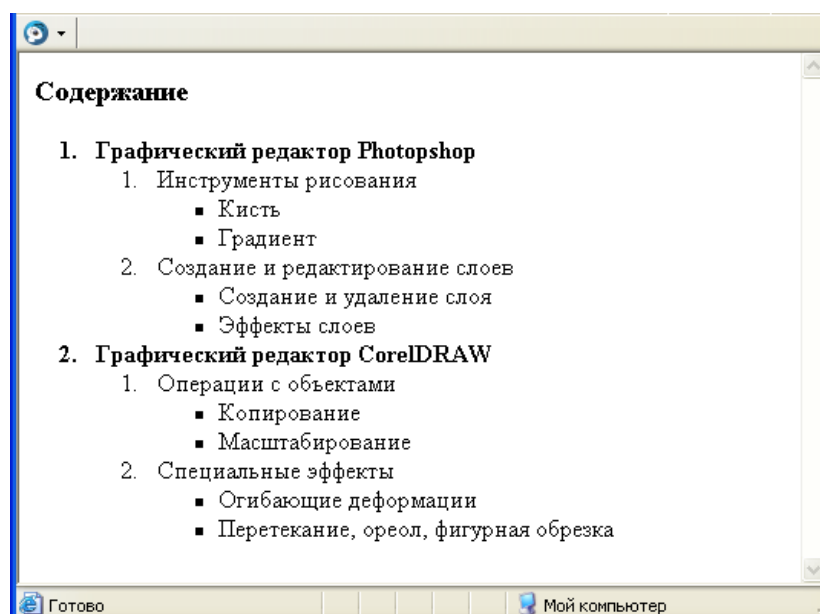 Содержание
1. Графический редактор Photopshop
1. Инструменты рисования
▪ Кисть
▪ Градиент
2. Создание и редактирование слоев
▪ Создание и удаление слоя
▪ Эффекты слоев
2. Графический редактор CorelDRAW
1. Операции с объектами
▪ Копирование
▪ Масштабирование
2. Специальные эффекты
▪ Огибающие деформации
▪ Перетекание, ореол, фигурная обрезка
Готово Мой компьютер